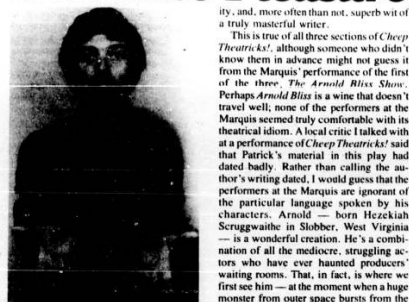 ity, and, more often than not, superb wit of
a truly masterful writer.
This is true of all three sections of Cheep
Theatricks!, although someone who didn't
know them in advance might not guess it
from the Marquis' performance of the first
of the three, The Arnold Bliss Show.
Perhaps Arnold Bliss is a wine that doesn't
travel well; none of the performers at the
Marquis seemed truly comfortable with its
theatrical idiom. A local critic I talked with
at a performance of Cheep Theatricks! said
that Patrick's material in this play had
dated badly. Rather than calling the au-
thor's writing dated, I would guess that the
performers at the Marquis are ignorant of
the particular language spoken by his
characters. Arnold — born Hezekiah
Scruggwaithe in Slobber, West Virginia
— is a wonderful creation. He's a combi-
nation of all the mediocre, struggling ac-
tors who have ever haunted producers'
waiting rooms. That, in fact, is where we
first see him — at the moment when a huge
monster from outer space bursts from the